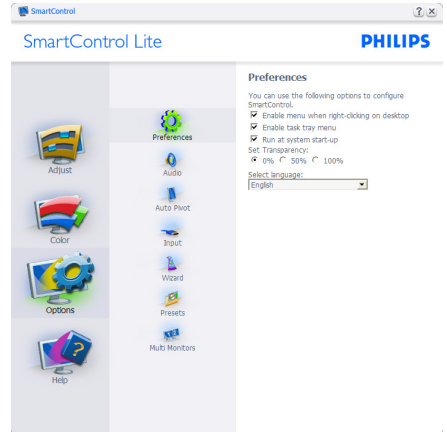 SmartControl
SmartControl Lite
PHILIPS
Adjust
Color
Options
Help
Preferences
Audio
Auto Pivot
Input
Wizard
Presets
Multi Monitors
Preferences
You can use the following options to configure
SmartControl.
Enable menu when right-clicking on desktop
Enable task tray menu
Run at system start-up
Set Transparency:
0% 50% 100%
Select language:
English